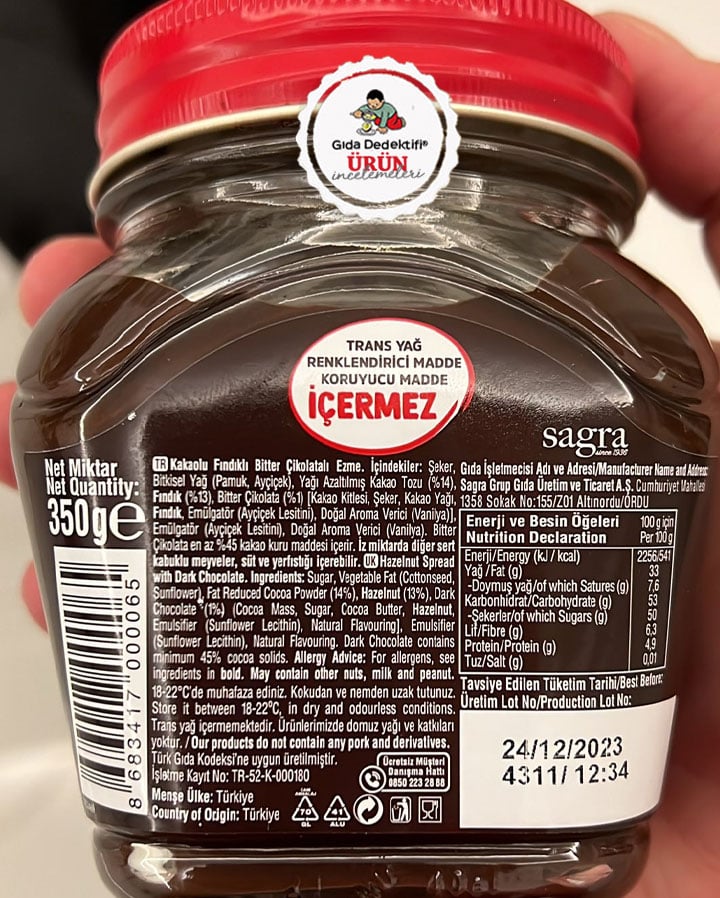 Gıda Dedektifi®
ÜRÜN
incelemeleri
TRANS YAĞ
RENKLENDİRİCİ MADDE
KORUYUCU MADDE
İÇERMEZ
sagra
since 1936
Net Miktar
Net Quantity:
350g℮
8 683417 000065
TR Kakaolu Fındıklı Bitter Çikolatalı Ezme. İçindekiler: Şeker,
Bitkisel Yağ (Pamuk, Ayçiçek), Yağı Azaltılmış Kakao Tozu (%14),
Fındık (%13), Bitter Çikolata (%1) [Kakao Kitlesi, Şeker, Kakao Yağı,
Fındık, Emülgatör (Ayçiçek Lesitini), Doğal Aroma Verici (Vanilya)],
Emülgatör (Ayçiçek Lesitini), Doğal Aroma Verici (Vanilya). Bitter
Çikolata en az %45 kakao kuru maddesi içerir. İz miktarda diğer sert
kabuklu meyveler, süt ve yerfıstığı içerebilir. UK Hazelnut Spread
with Dark Chocolate. Ingredients: Sugar, Vegetable Fat (Cottonseed,
Sunflower), Fat Reduced Cocoa Powder (14%), Hazelnut (13%), Dark
Chocolate (1%) (Cocoa Mass, Sugar, Cocoa Butter, Hazelnut,
Emulsifier (Sunflower Lecithin), Natural Flavouring], Emulsifier
(Sunflower Lecithin), Natural Flavouring. Dark Chocolate contains
minimum 45% cocoa solids. Allergy Advice: For allergens, see
ingredients in bold. May contain other nuts, milk and peanut.
18-22°C'de muhafaza ediniz. Kokudan ve nemden uzak tutunuz.
Store it between 18-22°C, in dry and odourless conditions.
Trans yağ içermemektedir. Ürünlerimizde domuz yağı ve katkıları
yoktur. / Our products do not contain any pork and derivatives.
Türk Gıda Kodeksi'ne uygun üretilmiştir.
İşletme Kayıt No: TR-52-K-000180
Menşe Ülke: Türkiye
Country of Origin: Türkiye
Ücretsiz Müşteri
Danışma Hattı
0850 223 28 88
70
GL
41
ALU
Gıda İşletmecisi Adı ve Adresi/Manufacturer Name and Address:
Sagra Grup Gıda Üretim ve Ticaret A.Ş. Cumhuriyet Mahallesi
1358 Sokak No:155/Z01 Altınordu/ORDU
Enerji ve Besin Öğeleri 100 g için
Nutrition Declaration Per 100 g
Enerji/Energy (kJ / kcal) 2256/541
Yağ /Fat (g) 33
-Doymuş yağ/of which Satures (g) 7,6
Karbonhidrat/Carbohydrate (g) 53
-Şekerler/of which Sugars (g) 50
Lif/Fibre (g) 6,3
Protein/Protein (g) 4,9
Tuz/Salt (g) 0,01
Tavsiye Edilen Tüketim Tarihi/Best Before:
Üretim Lot No/Production Lot No:
24/12/2023
4311/ 12:34